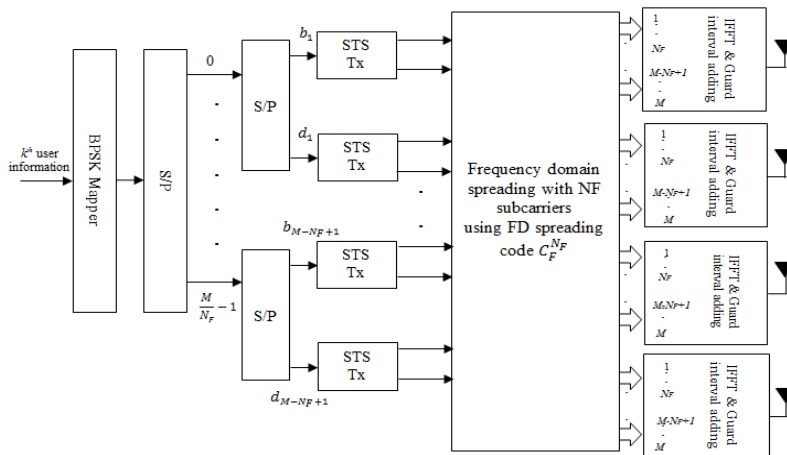 k^th user
information
BPSK Mapper
S/P
0
M/N_F − 1
S/P
S/P
b_1
STS
Tx
d_1
STS
Tx
b_{M−NF+1}
STS
Tx
STS
Tx
d_{M−NF+1}
Frequency domain
spreading with NF
subcarriers
using FD spreading
code C_F^{N_F}
1
N_F
M-N_F+1
M
IFFT & Guard
interval adding
1
N_F
M-N_F+1
M
IFFT & Guard
interval adding
1
N_F
M-N_F+1
M
IFFT & Guard
interval adding
1
N_F
M-N_F+1
M
IFFT & Guard
interval adding